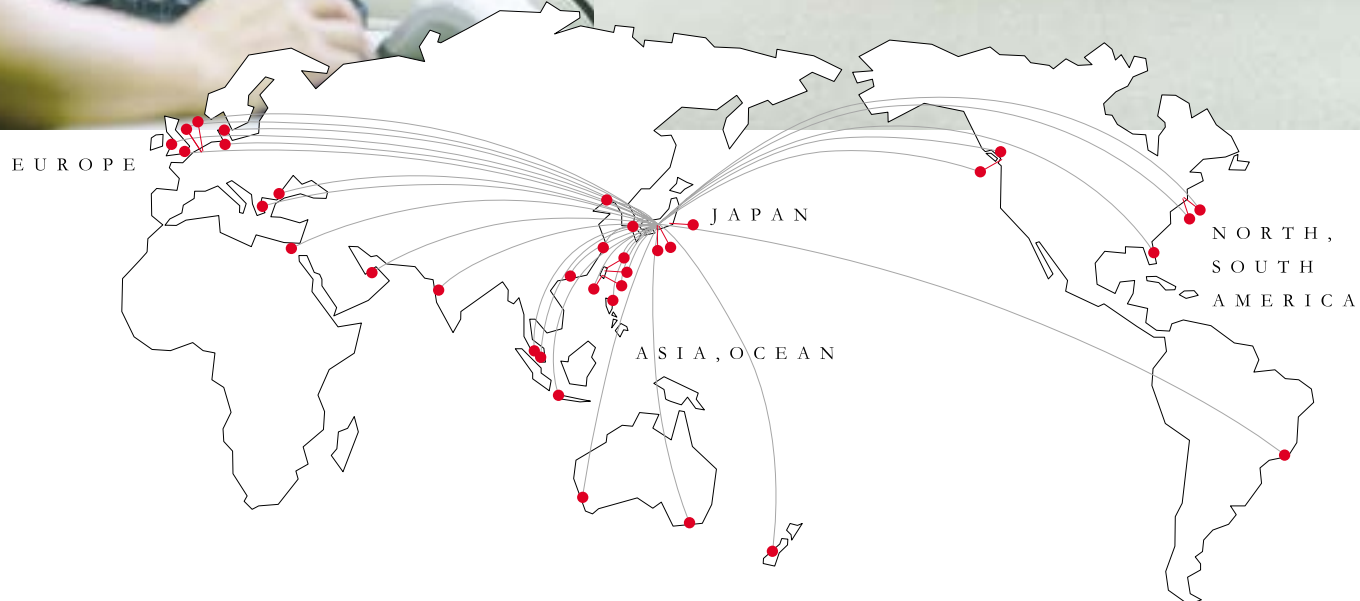 EUROPE
JAPAN
NORTH,
SOUTH
AMERICA
ASIA,OCEAN